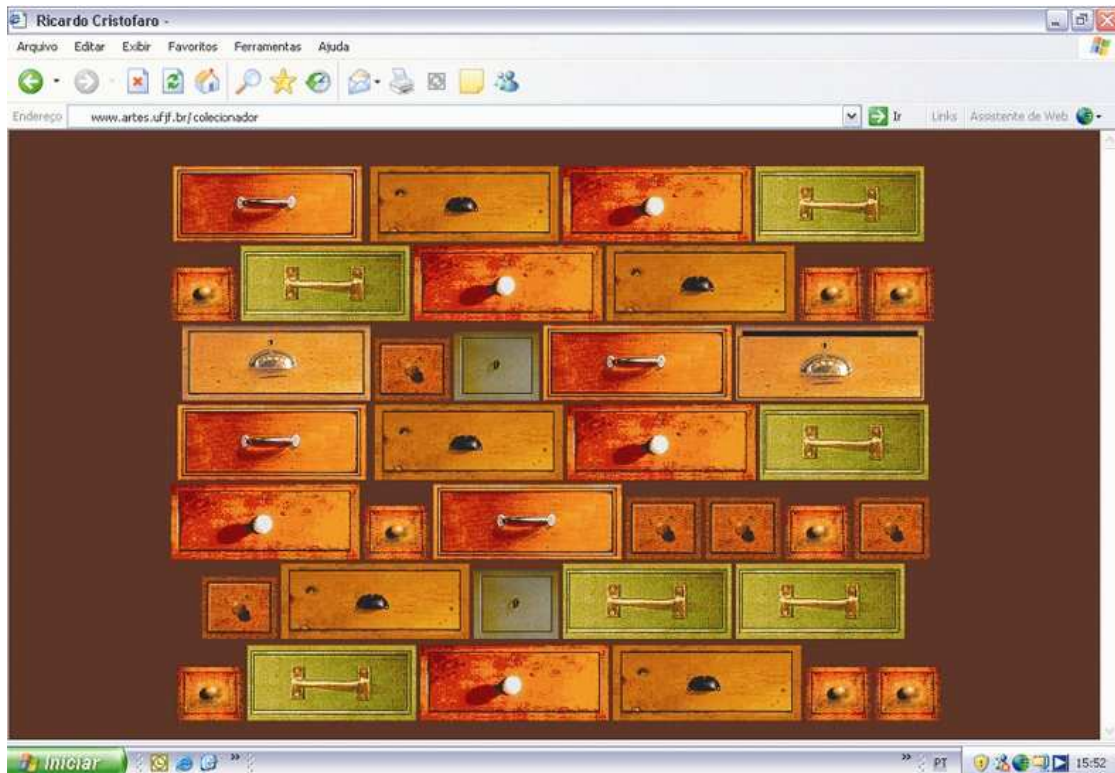 Ricardo Cristofaro -
Arquivo Editar Exibir Favoritos Ferramentas Ajuda
Endereço www.artes.ufjf.br/colecionador Ir Links Assistente de Web
Iniciar » » PT 15:52